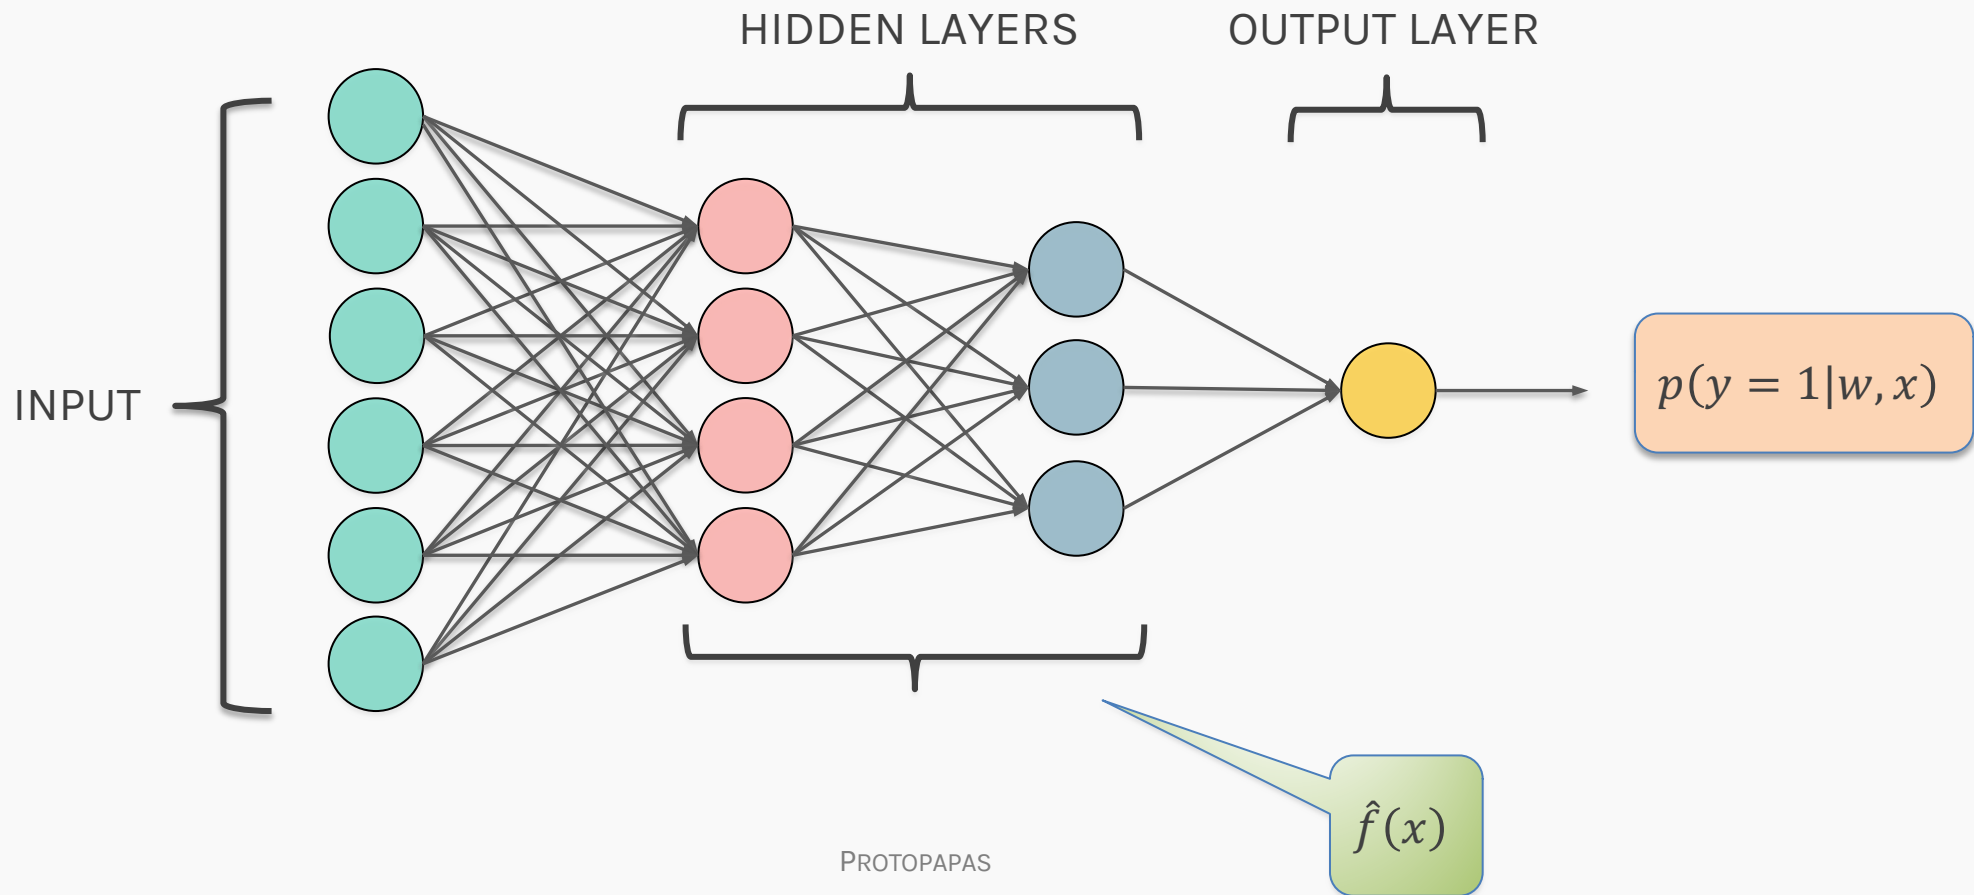 HIDDEN LAYERS
OUTPUT LAYER
INPUT
p(y = 1|w, x)
f̂(x)
PROTOPAPAS